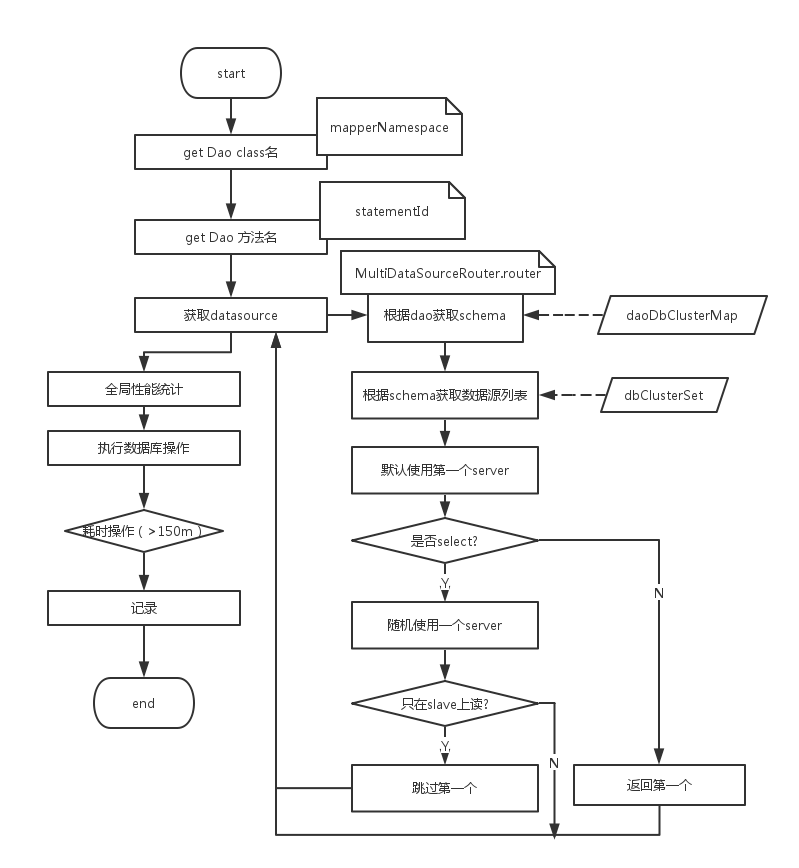 start
mapperNamespace
get Dao class名
statementId
get Dao 方法名
MultiDataSourceRouter.router
获取datasource
根据dao获取schema
daoDbClusterMap
全局性能统计
根据schema获取数据源列表
dbClusterSet
执行数据库操作
默认使用第一个server
耗时操作（>150m）
是否select?
Y
N
记录
随机使用一个server
end
只在slave上读?
Y
N
跳过第一个
返回第一个